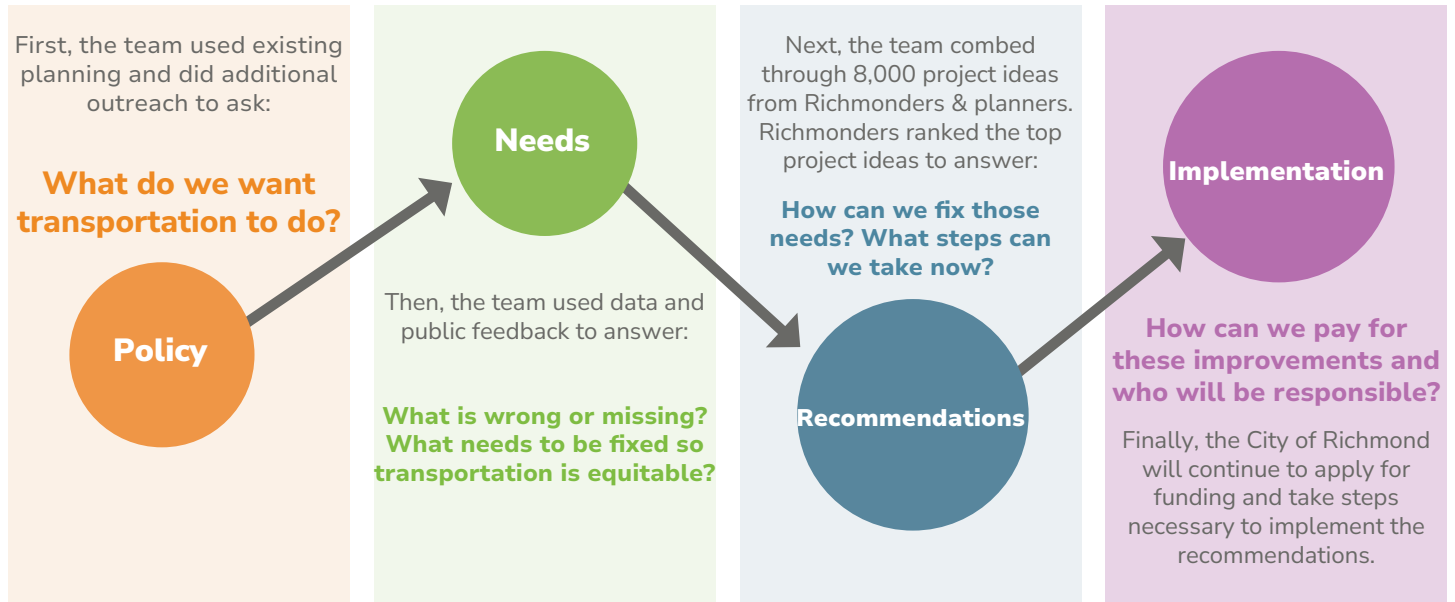 First, the team used existing
planning and did additional
outreach to ask:
What do we want
transportation to do?
Policy
Needs
Then, the team used data and
public feedback to answer:
What is wrong or missing?
What needs to be fixed so
transportation is equitable?
Next, the team combed
through 8,000 project ideas
from Richmonders & planners.
Richmonders ranked the top
project ideas to answer:
How can we fix those
needs? What steps can
we take now?
Recommendations
Implementation
How can we pay for
these improvements and
who will be responsible?
Finally, the City of Richmond
will continue to apply for
funding and take steps
necessary to implement the
recommendations.